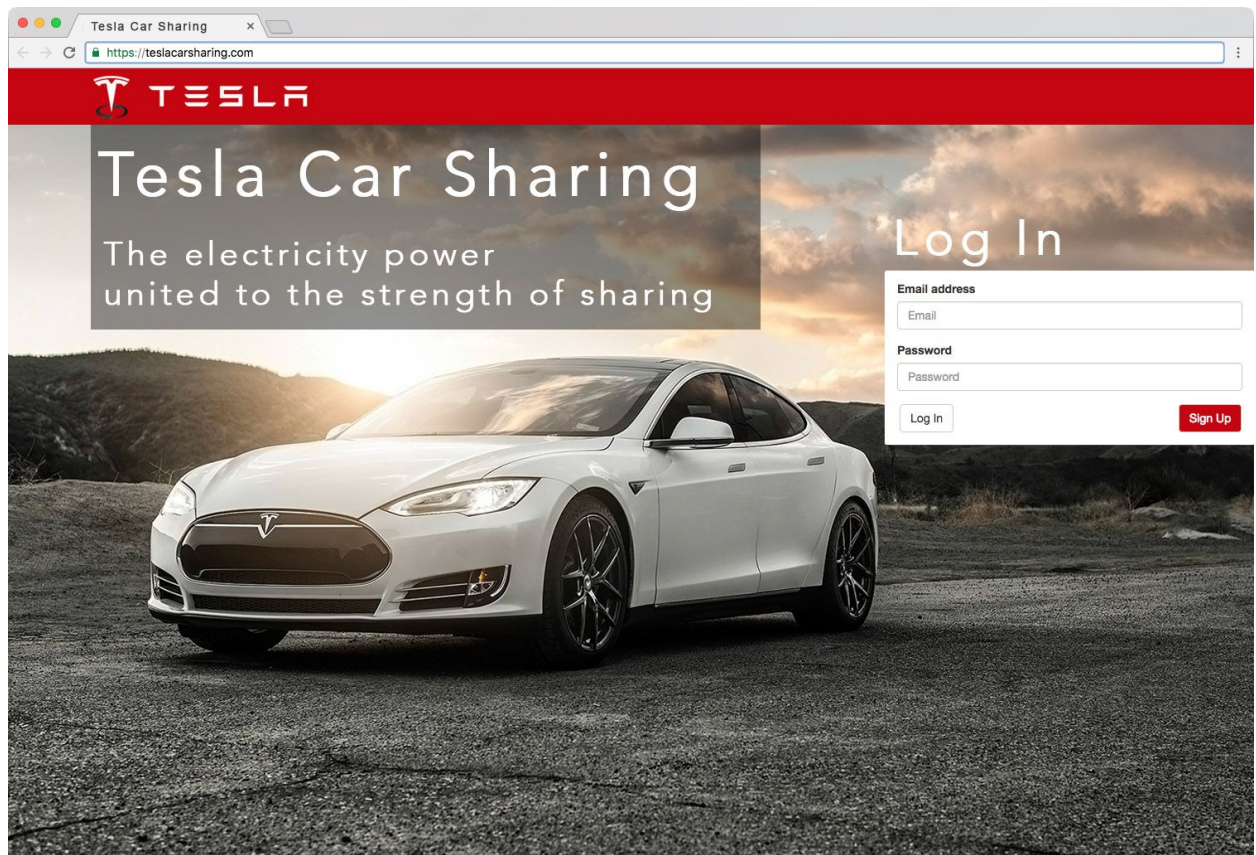 Tesla Car Sharing
https://teslacarsharing.com
TESLA
Tesla Car Sharing
The electricity power
united to the strength of sharing
Log In
Email address
Email
Password
Password
Log In
Sign Up